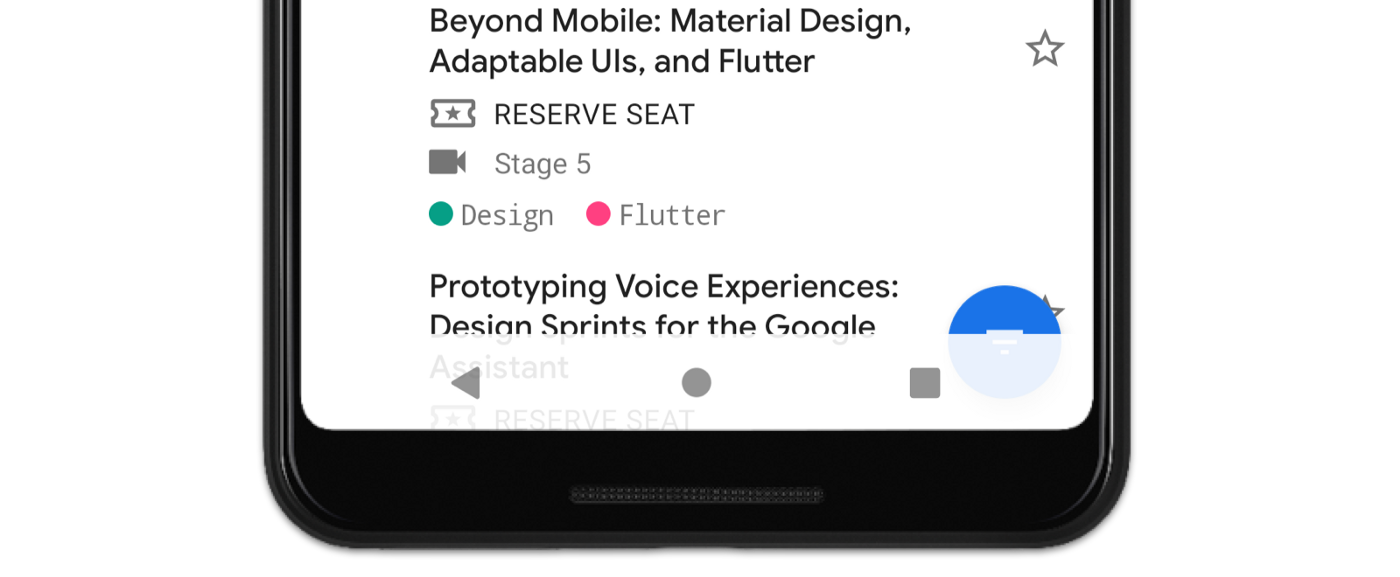 Beyond Mobile: Material Design,
Adaptable UIs, and Flutter
RESERVE SEAT
Stage 5
Design Flutter
Prototyping Voice Experiences:
Design Sprints for the Google
Assistant
RESERVE SEAT